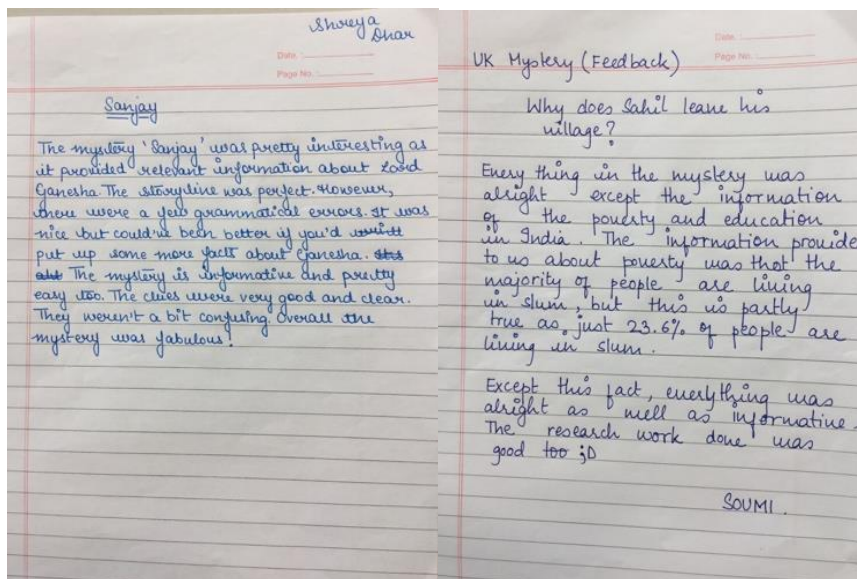 Shreya
Dhar
Date :
Page No. :
Sanjay
The mystery 'Sanjay' was pretty interesting as
it provided relevant information about Lord
Ganesha. The storyline was perfect. However,
there were a few grammatical errors. It was
nice but could've been better if you'd
put up some more facts about Ganesha.
The mystery is informative and pretty
easy too. The clues were very good and clear.
They weren't a bit confusing. Overall the
mystery was fabulous!
Date :
Page No. :
UK Mystery (Feedback)
Why does Sahil leave his
village?
Every thing in the mystery was
alright except the information
of the poverty and education
in India. The information provide
to us about poverty was that the
majority of people are living
in slum, but this is partly
true as just 23.6% of people are
living in slum.
Except this fact, everything was
alright as well as informative.
The research work done was
good too ;D
SOUMI.